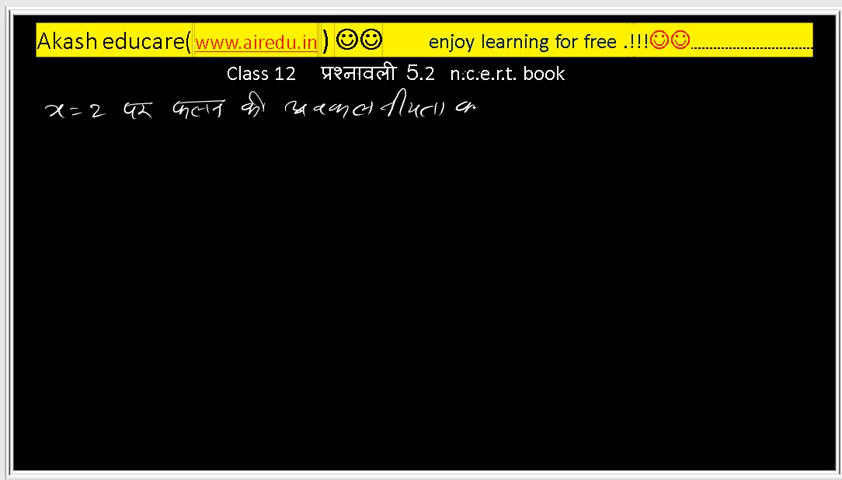 Akash educare( www.airedu.in ) ☺☺ enjoy learning for free .!!!☺☺..............................
Class 12 प्रश्नावली 5.2 n.c.e.r.t. book
x=2 पर फलन की अवकलनीयता क